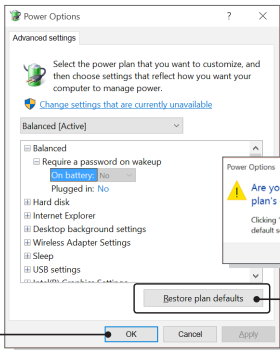 Power Options
Advanced settings
Select the power plan that you want to customize, and
then choose settings that reflect how you want your
computer to manage power.
Change settings that are currently unavailable
Balanced [Active]
Balanced
Require a password on wakeup
On battery: No
Plugged in: No
Hard disk
Internet Explorer
Desktop background settings
Wireless Adapter Settings
Sleep
USB settings
Intel(R) Graphics Settings
Power Options
Are yo
plan's
Clicking
default s
Restore plan defaults
OK
Cancel
Apply